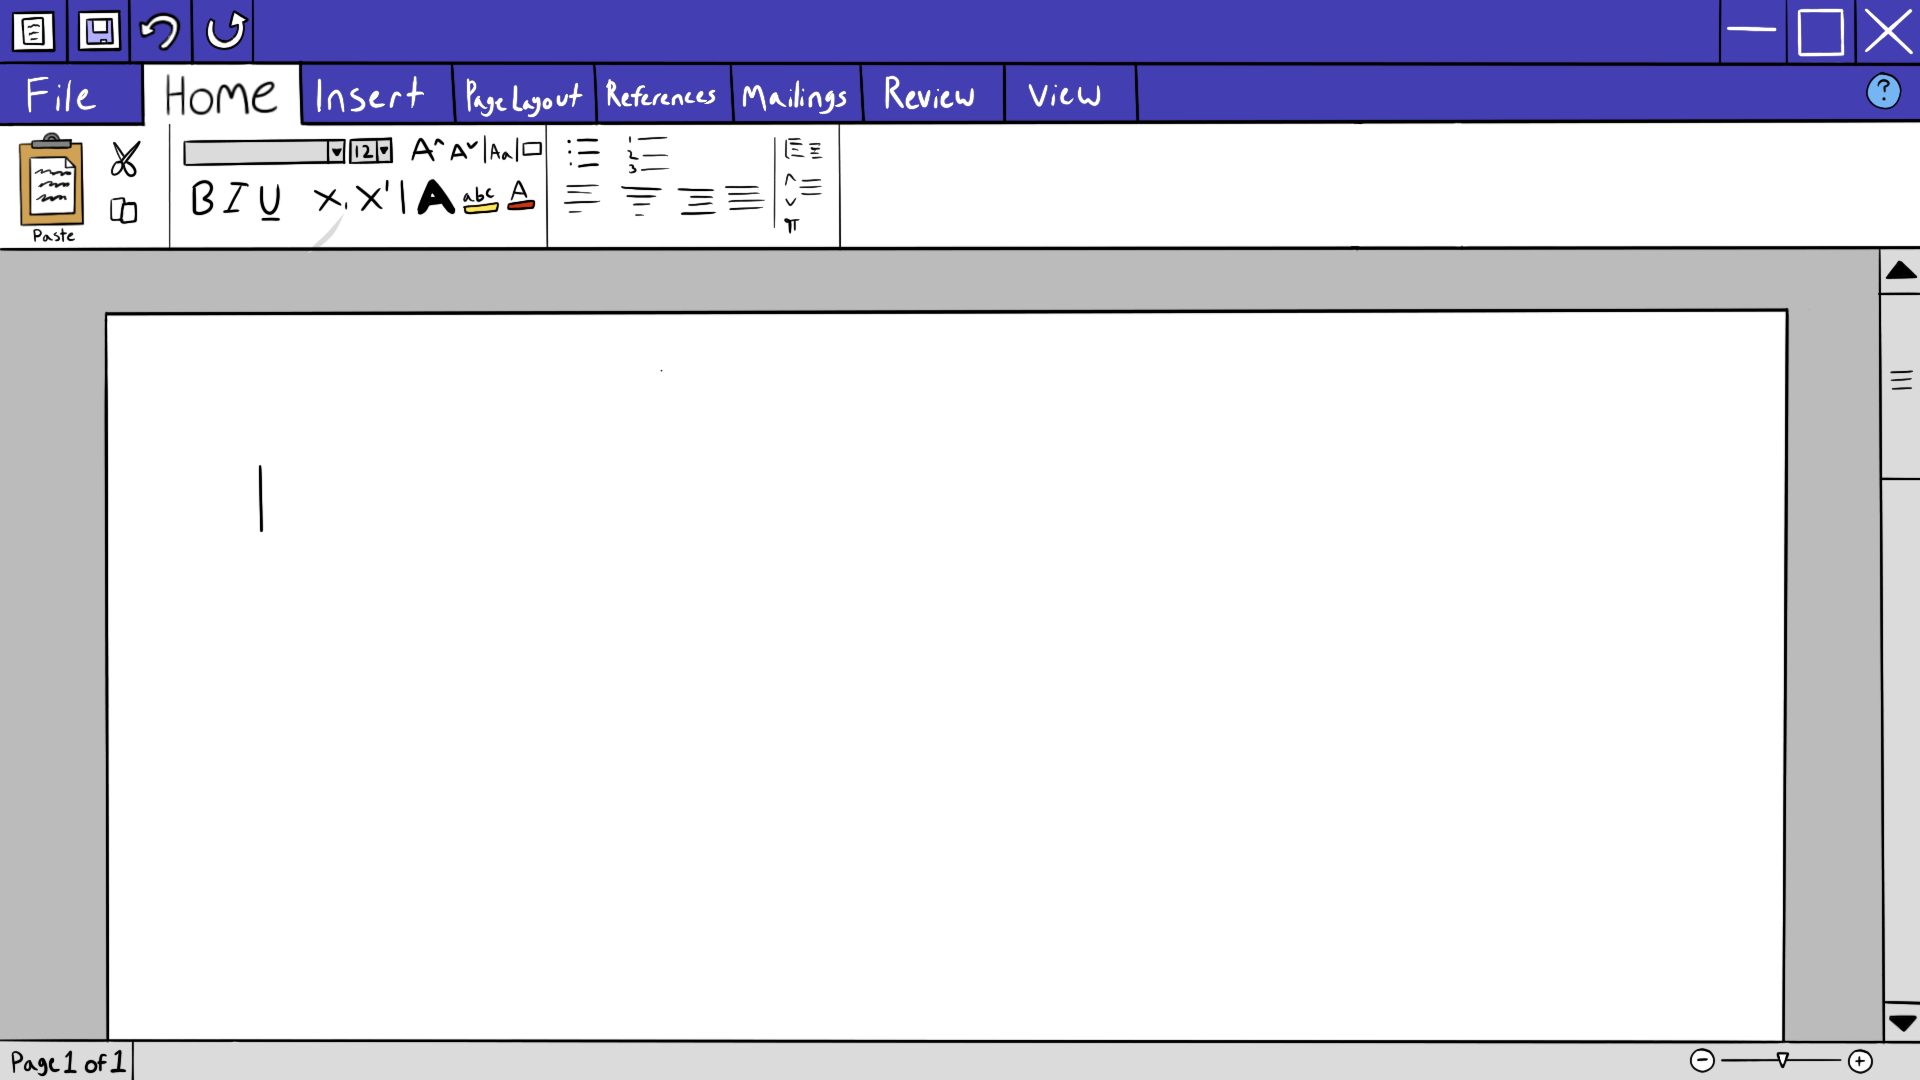 File Home Insert Page Layout References Mailings Review View ?
12 A^ A˅ Aa
1
2
3
B I U X, X' A abc A
Paste
Page 1 of 1